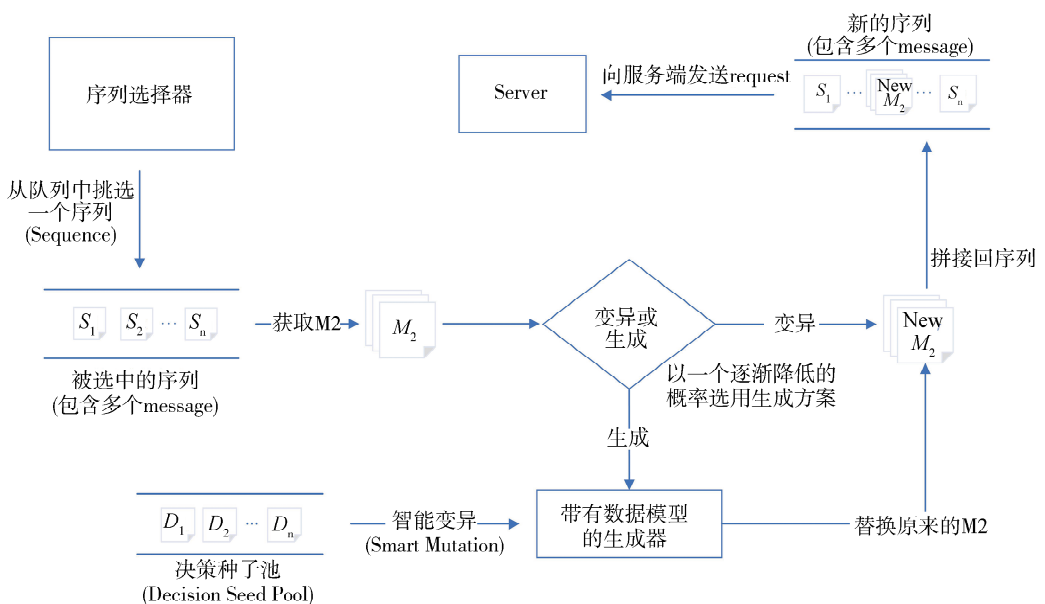 序列选择器
从队列中挑选
一个序列
(Sequence)
S1 S2 ··· Sn
被选中的序列
(包含多个message)
获取M2
M2
变异或
生成
变异
以一个逐渐降低的
概率选用生成方案
生成
New
M2
拼接回序列
新的序列
(包含多个message)
S1 ··· New M2 ··· Sn
向服务端发送request
Server
D1 D2 ··· Dn
决策种了池
(Decision Seed Pool)
智能变异
(Smart Mutation)
带有数据模型
的生成器
替换原来的M2